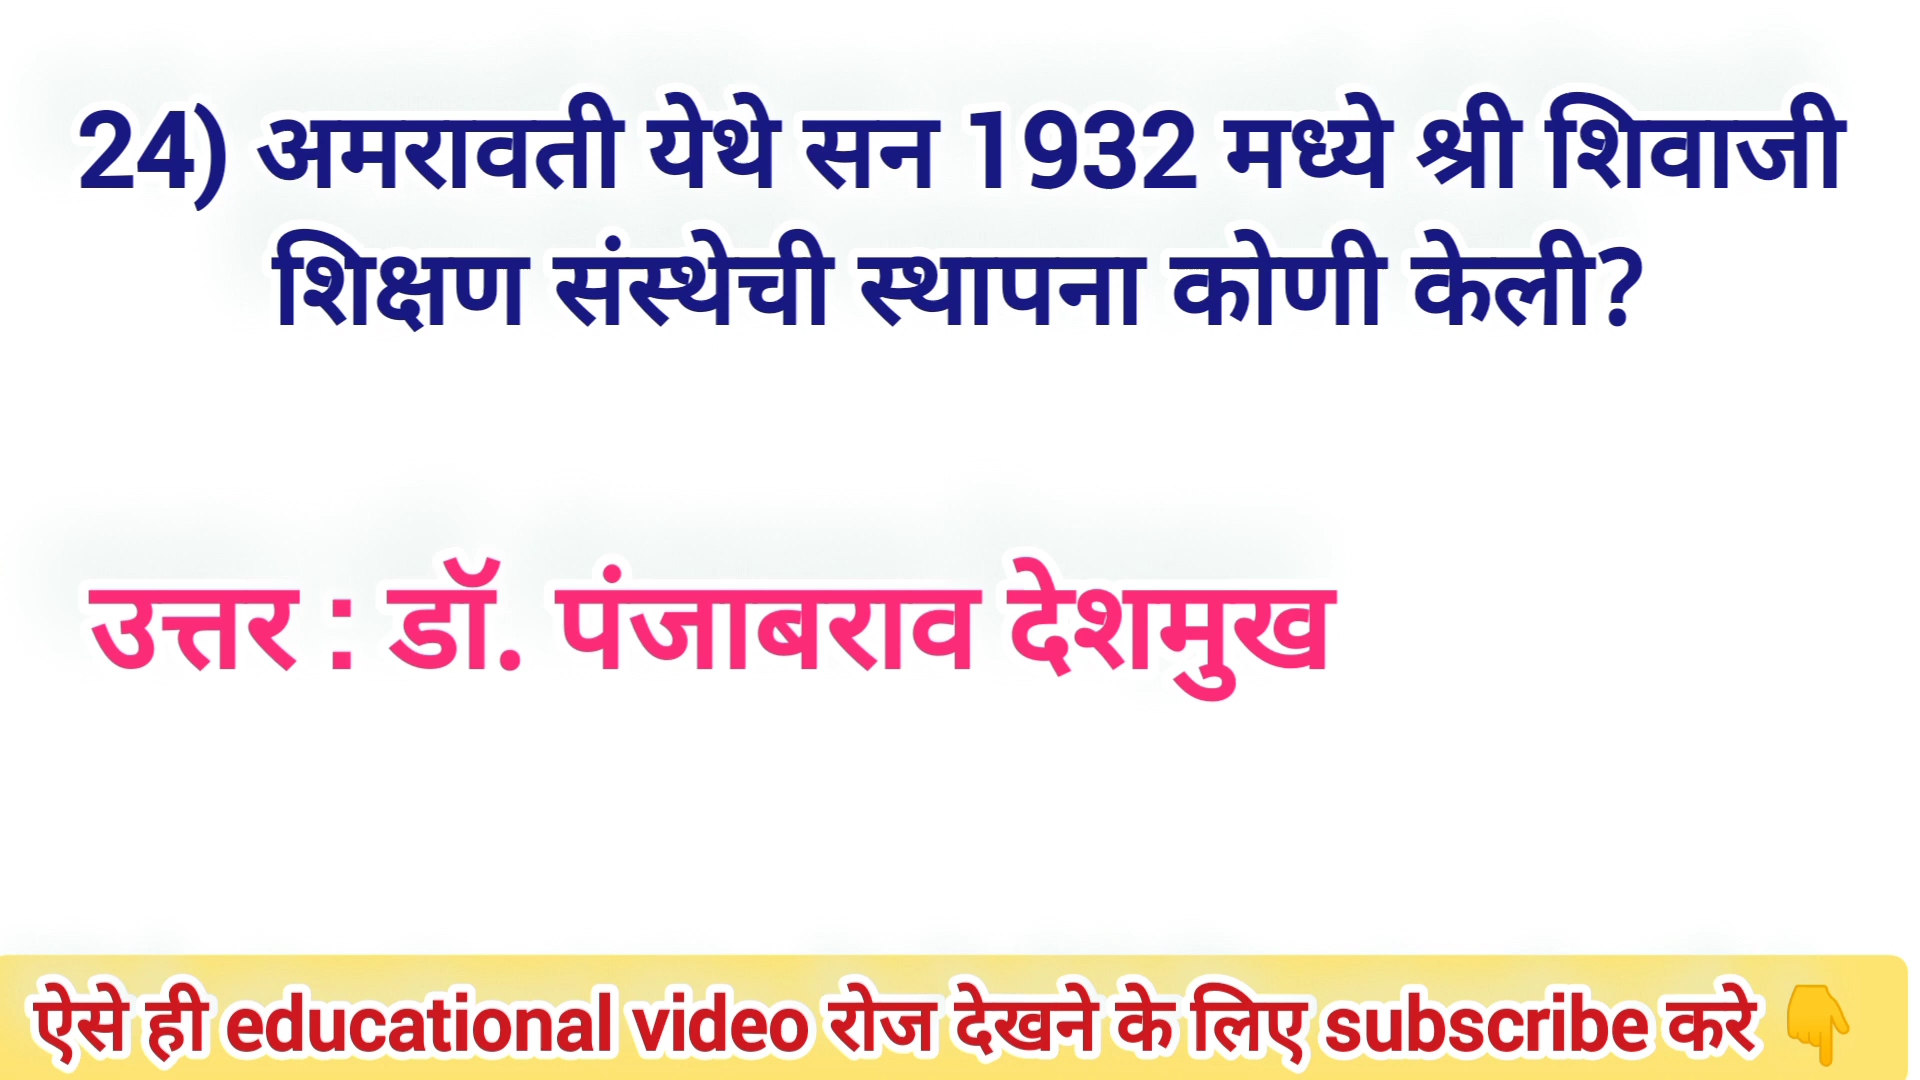 24) अमरावती येथे सन 1932 मध्ये श्री शिवाजी
शिक्षण संस्थेची स्थापना कोणी केली?
उत्तर : डॉ. पंजाबराव देशमुख
ऐसे ही educational video रोज देखने के लिए subscribe करे 👇